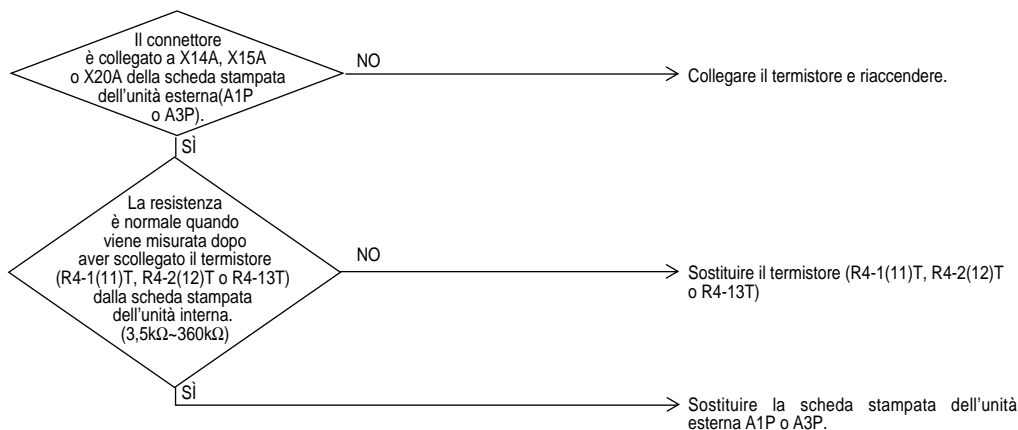 Il connettore
è collegato a X14A, X15A
o X20A della scheda stampata
dell'unità esterna(A1P
o A3P).
NO
Collegare il termistore e riaccendere.
SÌ
La resistenza
è normale quando
viene misurata dopo
aver scollegato il termistore
(R4-1(11)T, R4-2(12)T o R4-13T)
dalla scheda stampata
dell'unità interna.
(3,5kΩ~360kΩ)
NO
Sostituire il termistore (R4-1(11)T, R4-2(12)T
o R4-13T)
SÌ
Sostituire la scheda stampata dell'unità
esterna A1P o A3P.